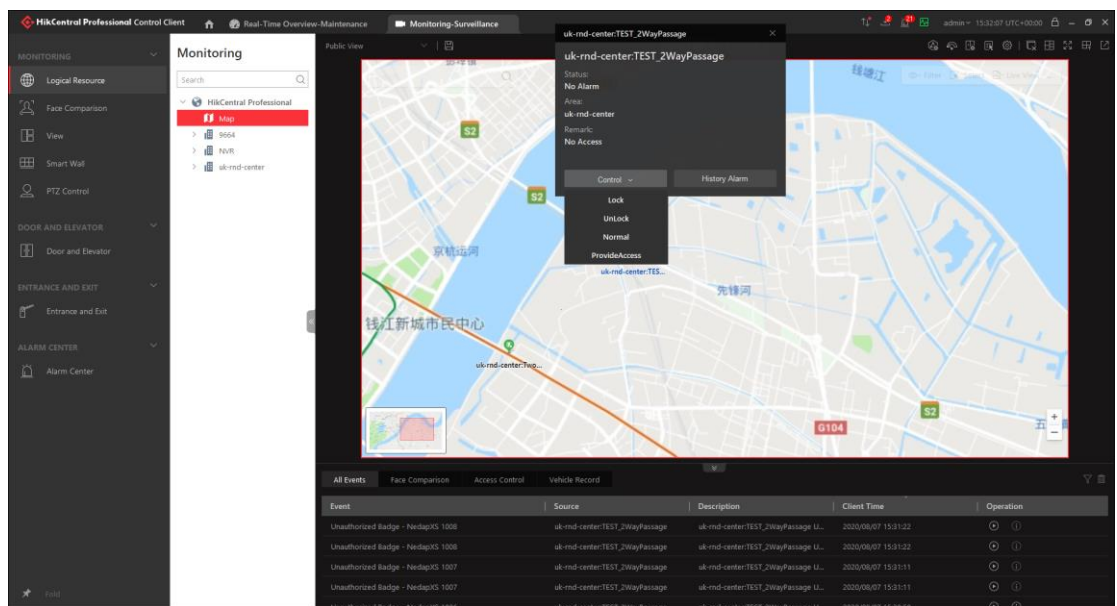 HikCentral Professional Control Client
Real-Time Overview-Maintenance
Monitoring-Surveillance
2
21
admin
15:32:07 UTC+00:00
MONITORING
Logical Resource
Face Comparison
View
Smart Wall
PTZ Control
DOOR AND ELEVATOR
Door and Elevator
ENTRANCE AND EXIT
Entrance and Exit
ALARM CENTER
Alarm Center
Fold
Monitoring
Search
HikCentral Professional
Map
9664
NVR
uk-rnd-center
Public View
uk-rnd-center:TEST_2WayPassage
uk-rnd-center:TEST_2WayPassage
Status:
No Alarm
Area:
uk-rnd-center
Remark:
No Access
Control
History Alarm
Lock
UnLock
Normal
ProvideAccess
uk-rnd-center:TES...
钱塘江
S2
S2
京杭运河
先锋河
钱江新城市民中心
uk-rnd-center:Two...
S2
G104
五
+
−
All Events
Face Comparison
Access Control
Vehicle Record
Event
Source
Description
Client Time
Operation
Unauthorized Badge - NedapXS 1008
uk-rnd-center:TEST_2WayPassage
uk-rnd-center:TEST_2WayPassage U...
2020/08/07 15:31:22
Unauthorized Badge - NedapXS 1008
uk-rnd-center:TEST_2WayPassage
uk-rnd-center:TEST_2WayPassage U...
2020/08/07 15:31:22
Unauthorized Badge - NedapXS 1007
uk-rnd-center:TEST_2WayPassage
uk-rnd-center:TEST_2WayPassage U...
2020/08/07 15:31:11
Unauthorized Badge - NedapXS 1007
uk-rnd-center:TEST_2WayPassage
uk-rnd-center:TEST_2WayPassage U...
2020/08/07 15:31:11